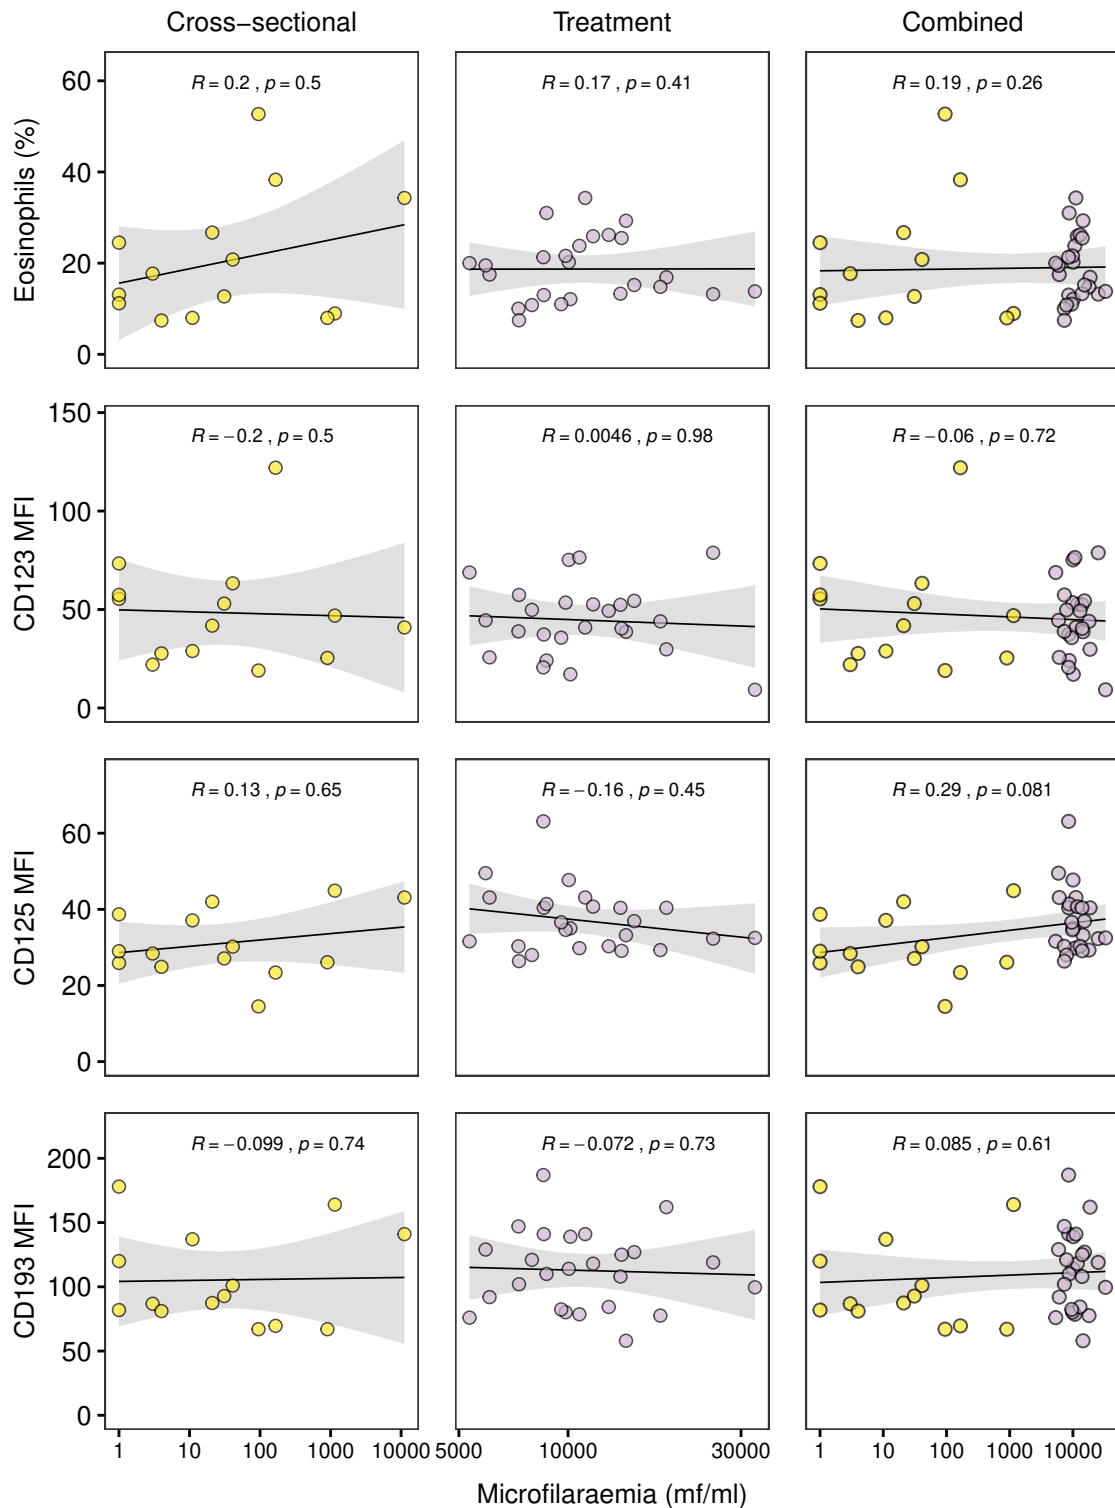 Cross−sectional Treatment Combined
Eosinophils (%)
60
40
20
0
R = 0.2 , p = 0.5
R = 0.17 , p = 0.41
R = 0.19 , p = 0.26
CD123 MFI
150
100
50
0
R = −0.2 , p = 0.5
R = 0.0046 , p = 0.98
R = −0.06 , p = 0.72
CD125 MFI
60
40
20
0
R = 0.13 , p = 0.65
R = −0.16 , p = 0.45
R = 0.29 , p = 0.081
CD193 MFI
200
150
100
50
0
R = −0.099 , p = 0.74
R = −0.072 , p = 0.73
R = 0.085 , p = 0.61
1 10 100 1000 10000
5000 10000 30000
1 10 100 1000 10000
Microfilaraemia (mf/ml)